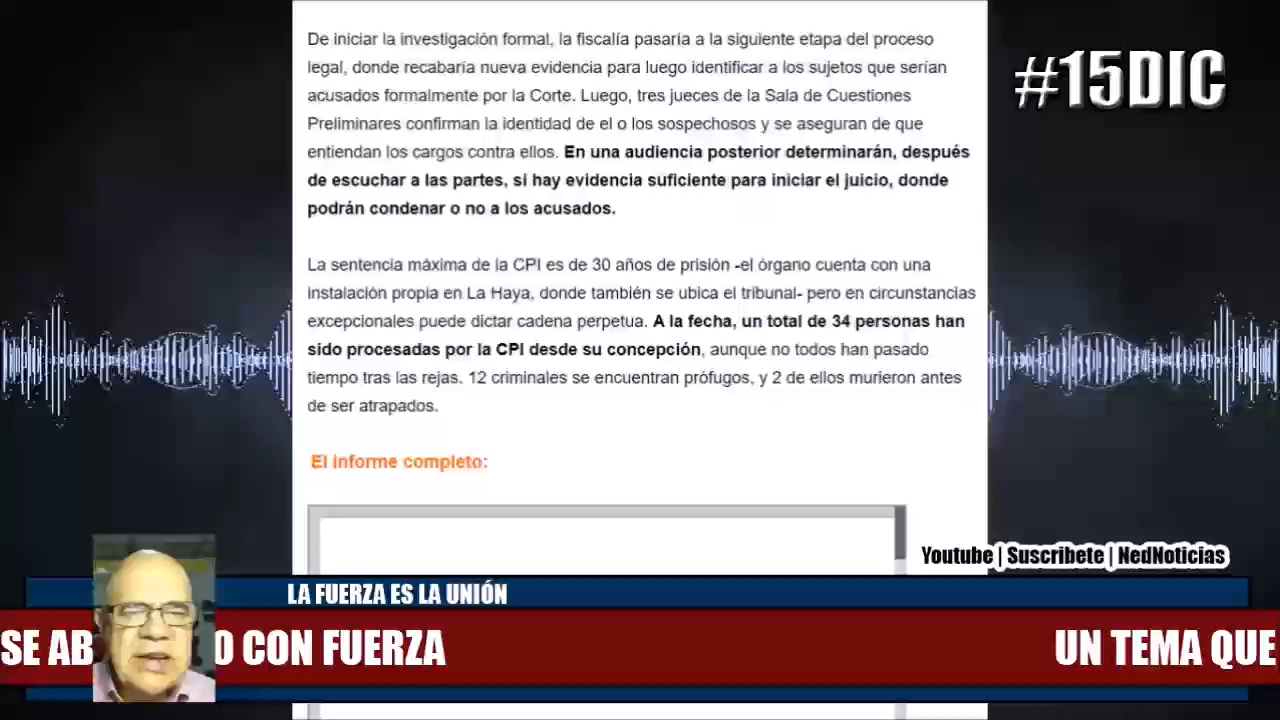 De iniciar la investigación formal, la fiscalía pasaría a la siguiente etapa del proceso
legal, donde recabaría nueva evidencia para luego identificar a los sujetos que serían
acusados formalmente por la Corte. Luego, tres jueces de la Sala de Cuestiones
Preliminares confirman la identidad de el o los sospechosos y se aseguran de que
entiendan los cargos contra ellos. En una audiencia posterior determinarán, después
de escuchar a las partes, si hay evidencia suficiente para iniciar el juicio, donde
podrán condenar o no a los acusados.
La sentencia máxima de la CPI es de 30 años de prisión -el órgano cuenta con una
instalación propia en La Haya, donde también se ubica el tribunal- pero en circunstancias
excepcionales puede dictar cadena perpetua. A la fecha, un total de 34 personas han
sido procesadas por la CPI desde su concepción, aunque no todos han pasado
tiempo tras las rejas. 12 criminales se encuentran prófugos, y 2 de ellos murieron antes
de ser atrapados.
El informe completo:
#15DIC
Youtube | Suscribete | NedNoticias
LA FUERZA ES LA UNIÓN
SE AB O CON FUERZA
UN TEMA QUE